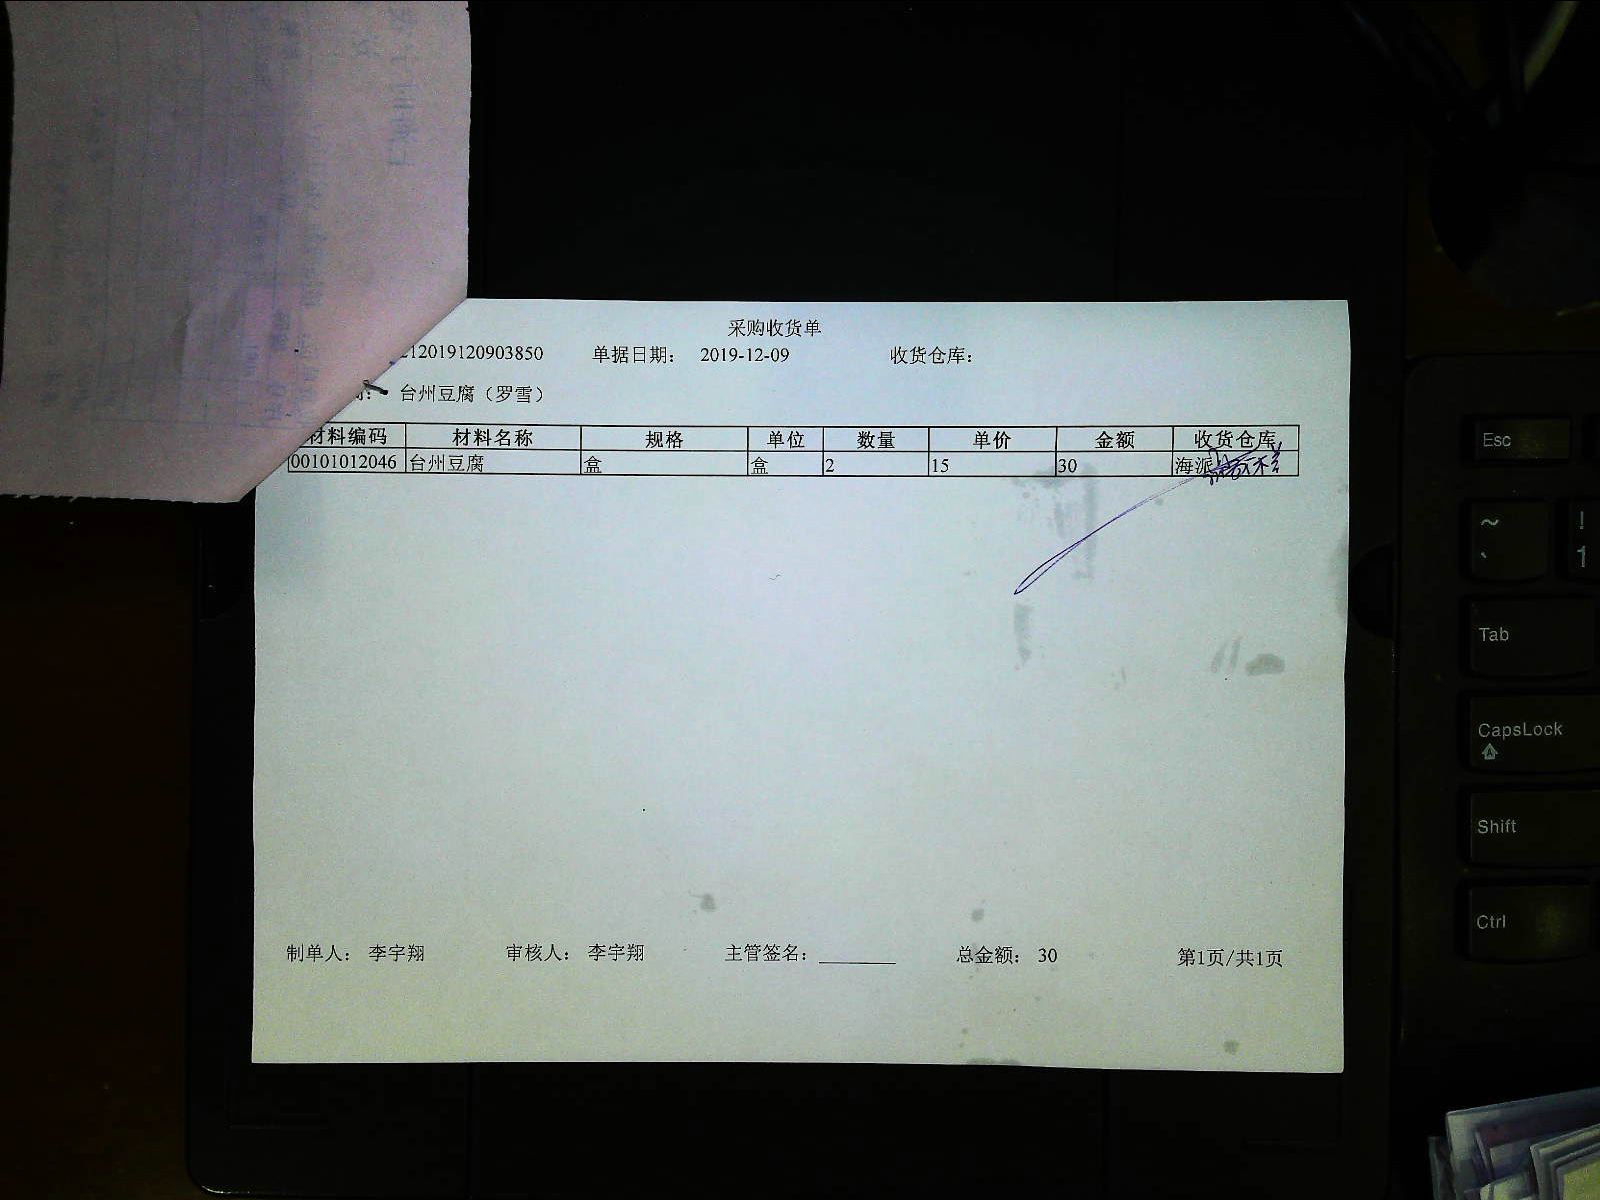 采购收货单
212019120903850 单据日期： 2019-12-09 收货仓库：
台州豆腐（罗雪）
材料编码 材料名称 规格 单位 数量 单价 金额 收货仓库
00101012046 台州豆腐 盒 盒 2 15 30 海派
制单人： 李宇翔 审核人： 李宇翔 主管签名： 总金额： 30 第1页/共1页
Esc
~ !
` 1
Tab
CapsLock
Shift
Ctrl